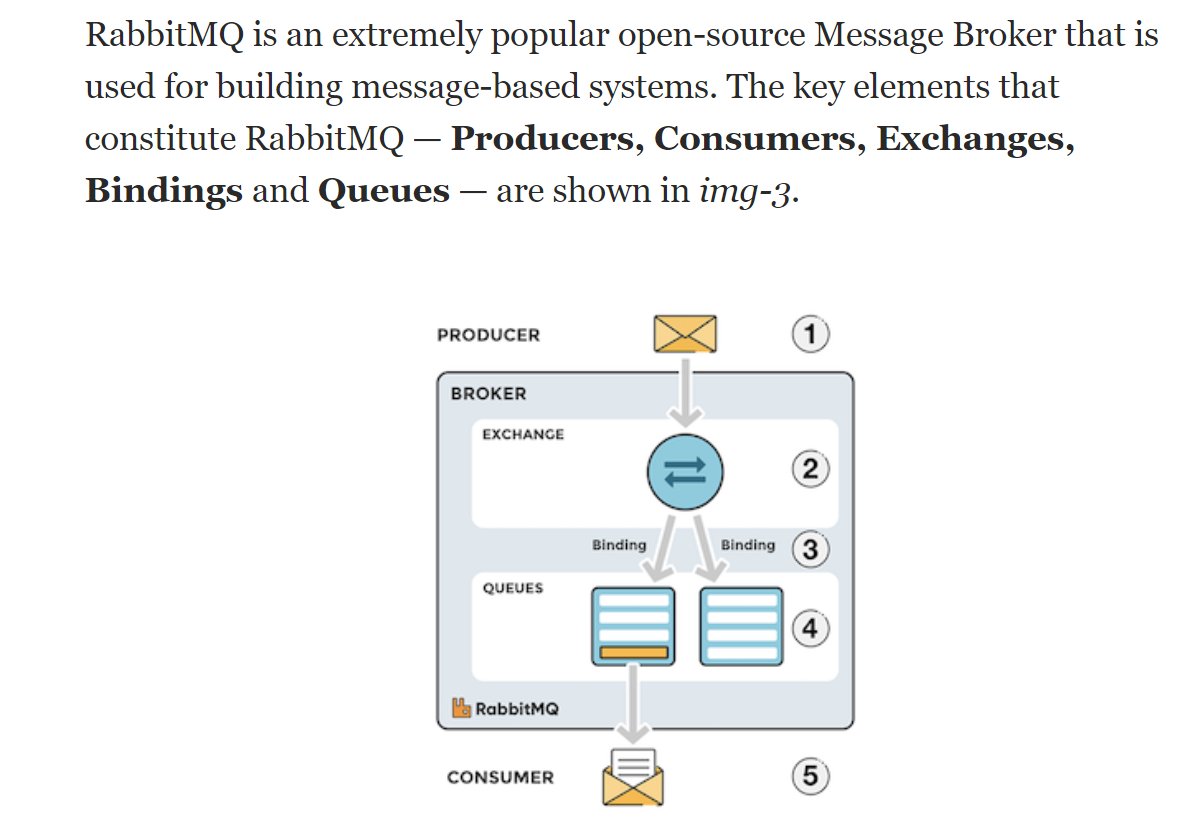 RabbitMQ is an extremely popular open-source Message Broker that is
used for building message-based systems. The key elements that
constitute RabbitMQ — Producers, Consumers, Exchanges,
Bindings and Queues — are shown in img-3.
PRODUCER 1
BROKER
EXCHANGE
2
Binding Binding 3
QUEUES
4
RabbitMQ
CONSUMER 5